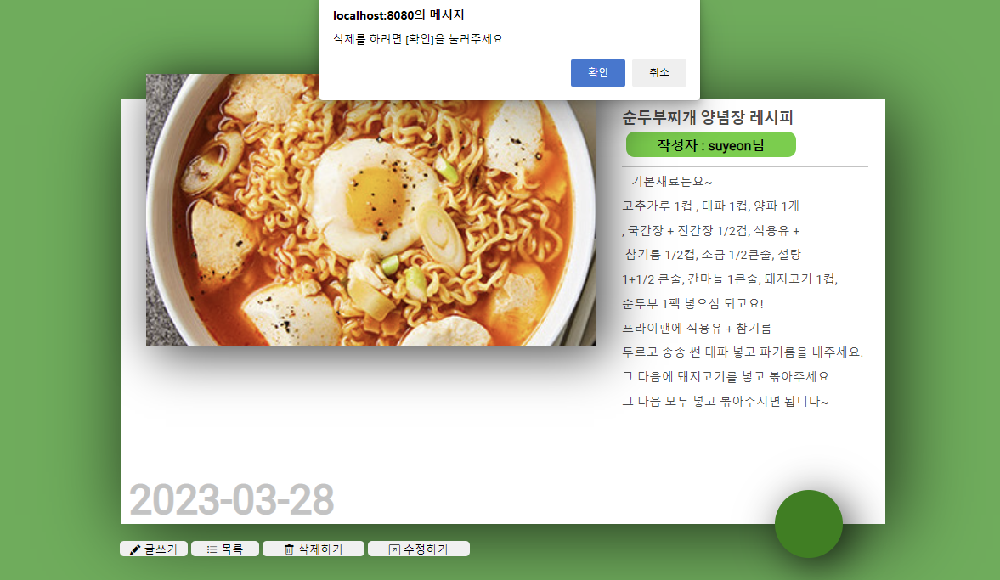 localhost:8080의 메시지
삭제를 하려면 [확인]을 눌러주세요
확인
취소
순두부찌개 양념장 레시피
작성자 : suyeon님
기본재료는요~
고추가루 1컵 , 대파 1컵, 양파 1개
, 국간장 + 진간장 1/2컵, 식용유 +
참기름 1/2컵, 소금 1/2큰술, 설탕
1+1/2 큰술, 간마늘 1큰술, 돼지고기 1컵,
순두부 1팩 넣으심 되고요!
프라이팬에 식용유 + 참기름
두르고 송송 썬 대파 넣고 파기름을 내주세요.
그 다음에 돼지고기를 넣고 볶아주세요
그 다음 모두 넣고 볶아주시면 됩니다~
2023-03-28
글쓰기
목록
삭제하기
수정하기